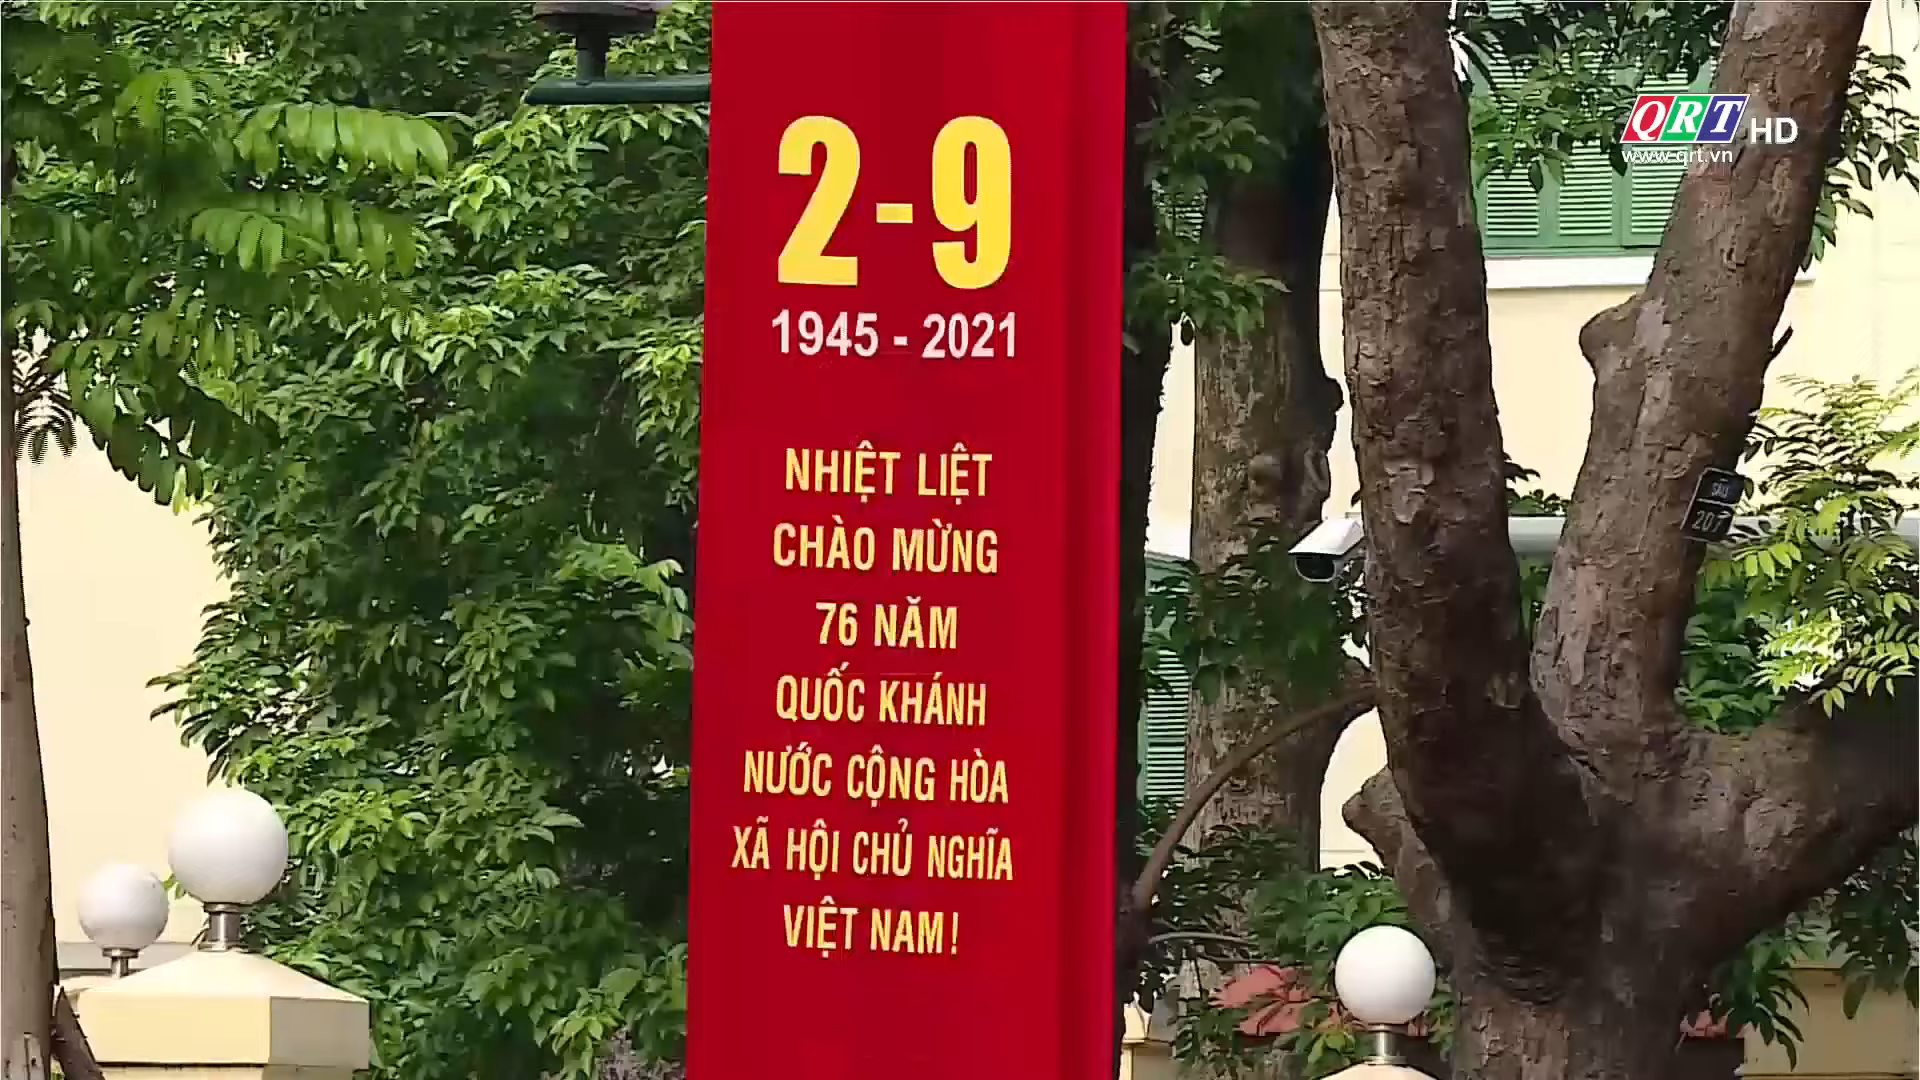 QRT HD
www.qrt.vn
2-9
1945 - 2021
NHIỆT LIỆT
CHÀO MỪNG
76 NĂM
QUỐC KHÁNH
NƯỚC CỘNG HÒA
XÃ HỘI CHỦ NGHĨA
VIỆT NAM!
SẤU
207